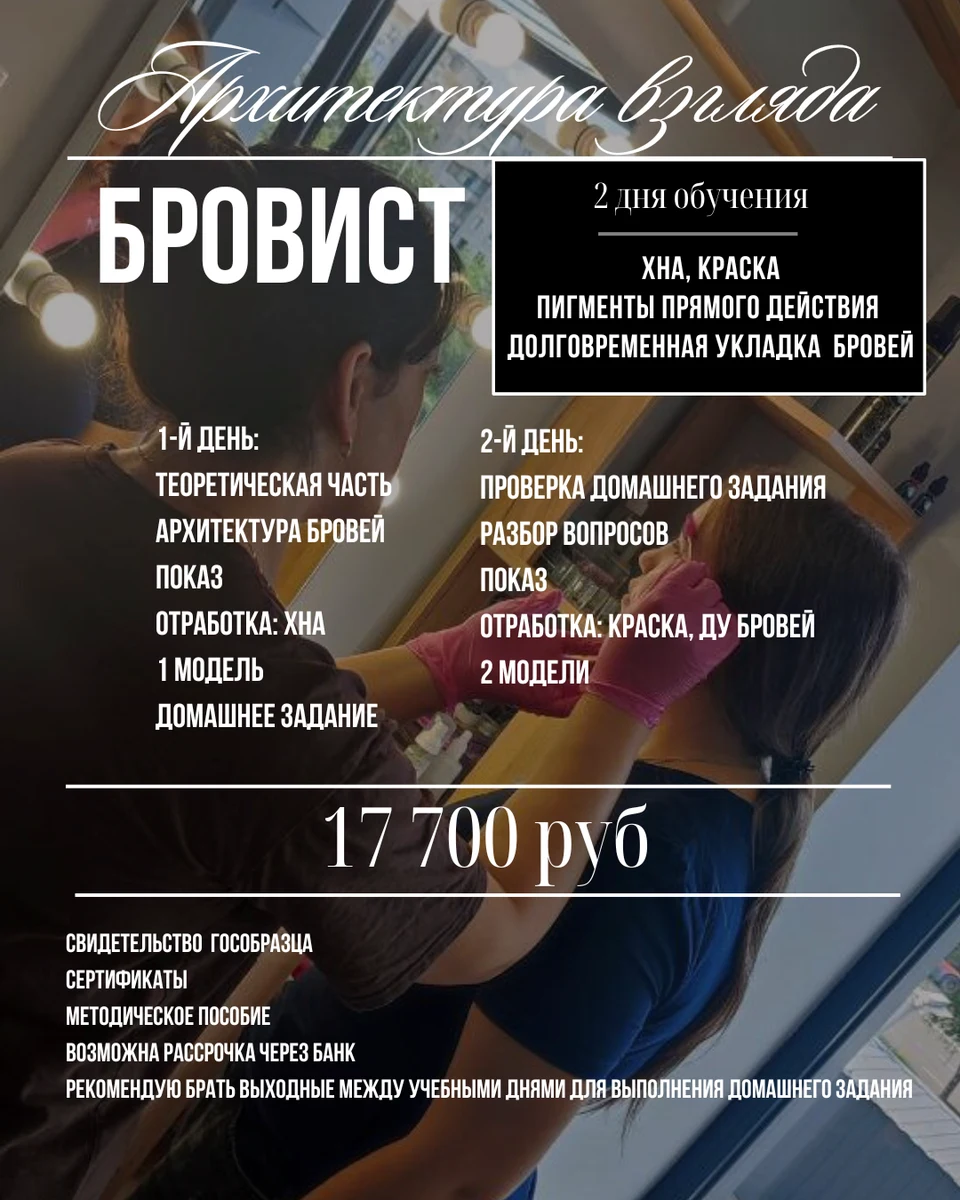 Архитектура взгляда
БРОВИСТ
2 дня обучения
ХНА, КРАСКА
ПИГМЕНТЫ ПРЯМОГО ДЕЙСТВИЯ
ДОЛГОВРЕМЕННАЯ УКЛАДКА БРОВЕЙ
1-Й ДЕНЬ:
ТЕОРЕТИЧЕСКАЯ ЧАСТЬ
АРХИТЕКТУРА БРОВЕЙ
ПОКАЗ
ОТРАБОТКА: ХНА
1 МОДЕЛЬ
ДОМАШНЕЕ ЗАДАНИЕ
2-Й ДЕНЬ:
ПРОВЕРКА ДОМАШНЕГО ЗАДАНИЯ
РАЗБОР ВОПРОСОВ
ПОКАЗ
ОТРАБОТКА: КРАСКА, ДУ БРОВЕЙ
2 МОДЕЛИ
17 700 руб
СВИДЕТЕЛЬСТВО ГОСОБРАЗЦА
СЕРТИФИКАТЫ
МЕТОДИЧЕСКОЕ ПОСОБИЕ
ВОЗМОЖНА РАССРОЧКА ЧЕРЕЗ БАНК
РЕКОМЕНДУЮ БРАТЬ ВЫХОДНЫЕ МЕЖДУ УЧЕБНЫМИ ДНЯМИ ДЛЯ ВЫПОЛНЕНИЯ ДОМАШНЕГО ЗАДАНИЯ